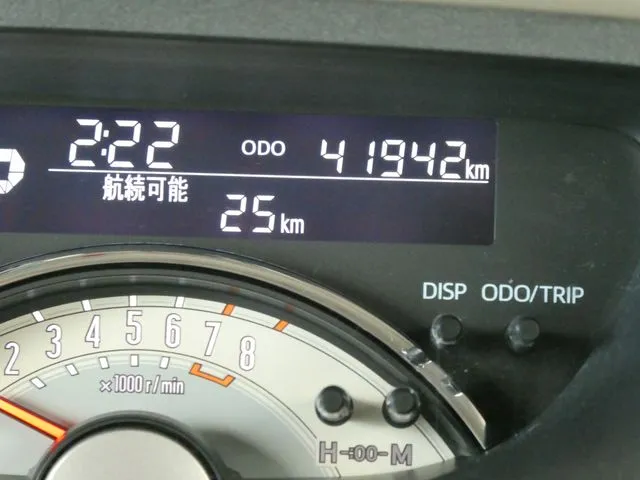 2:22 ODO 41942km
航続可能
25km
DISP ODO/TRIP
2 3 4 5 6 7 8
×1000 r/min
H-:00-M